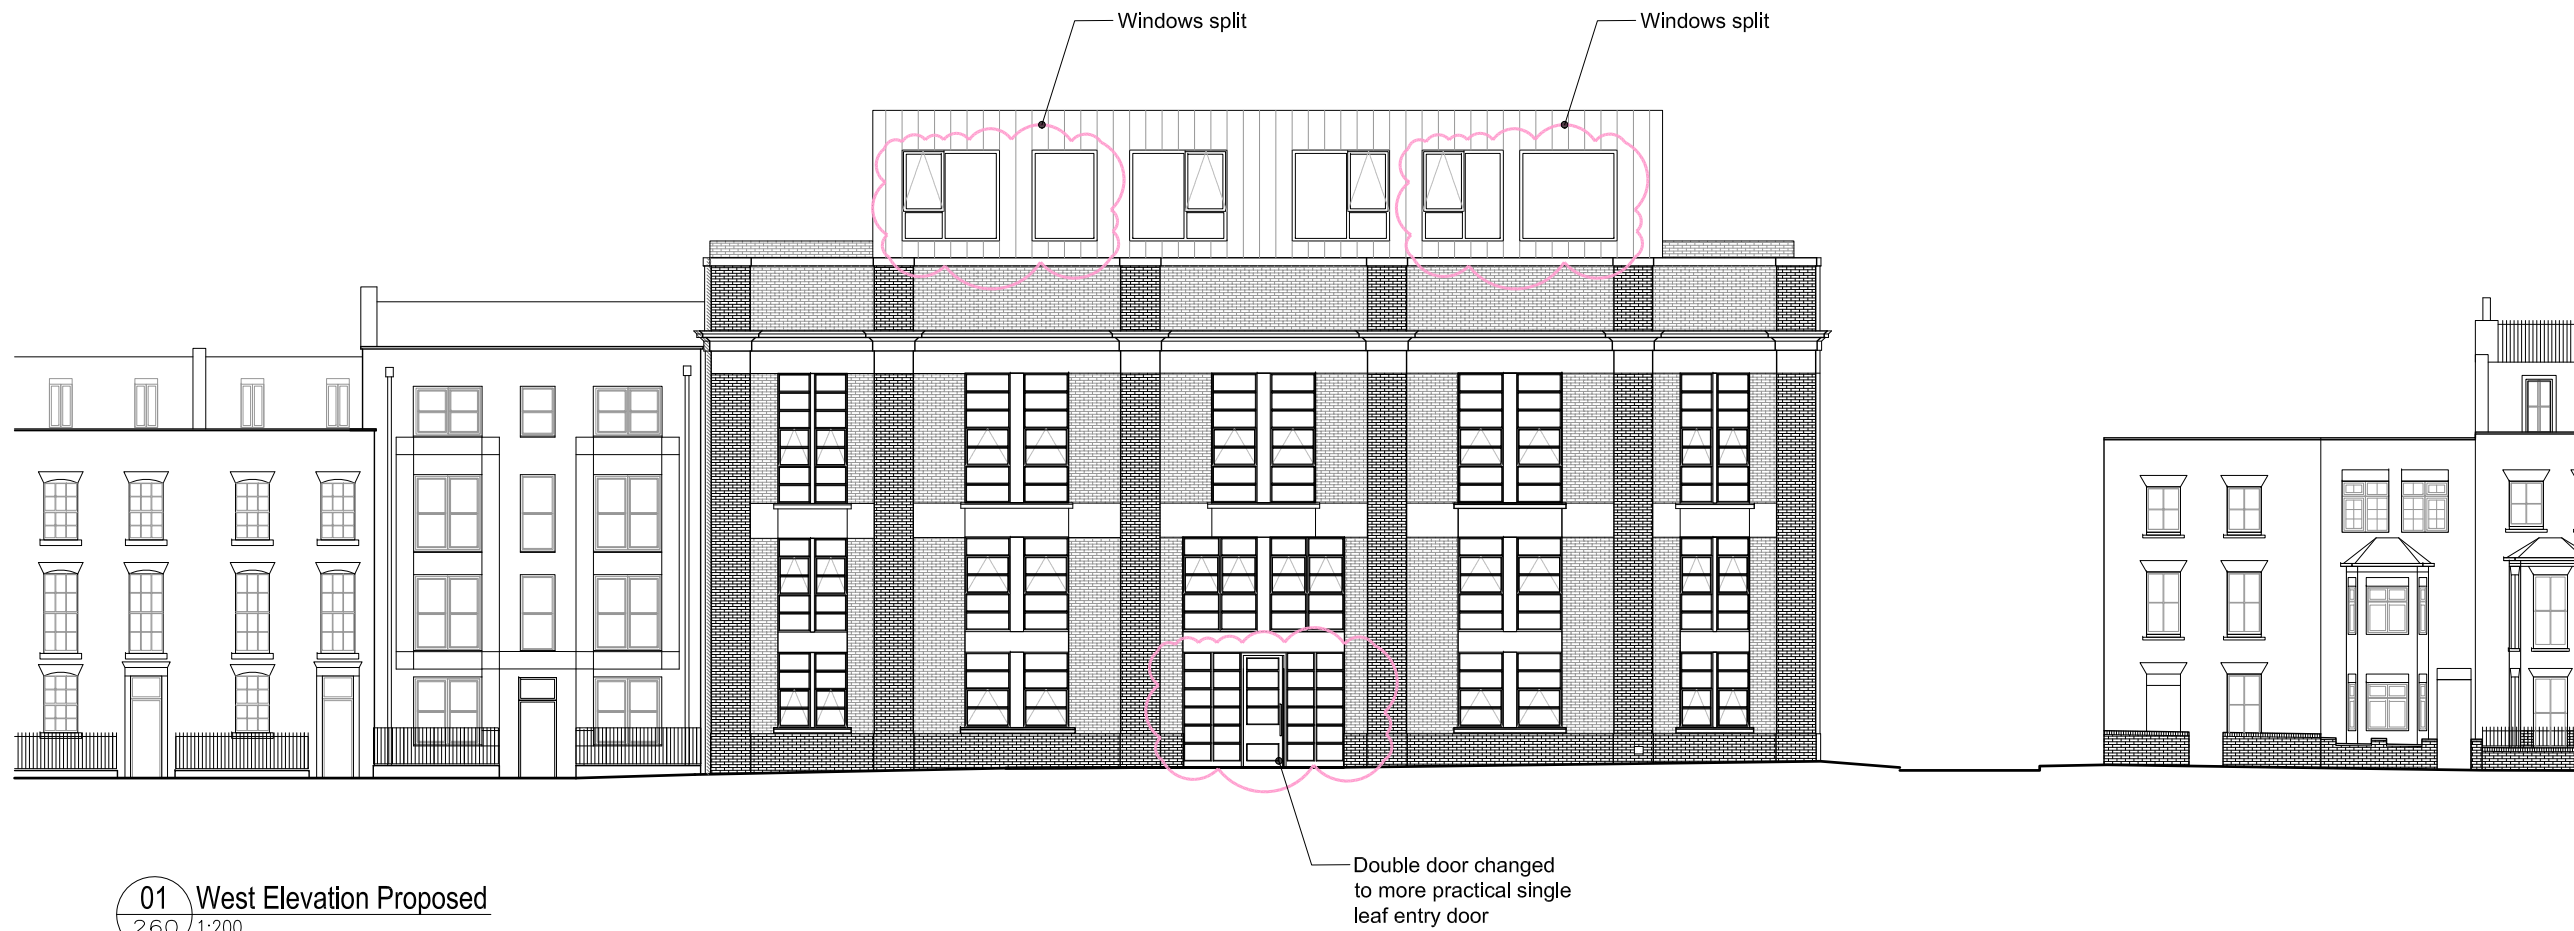 Windows split
Windows split
Double door changed
to more practical single
leaf entry door
01 West Elevation Proposed
260 1:200